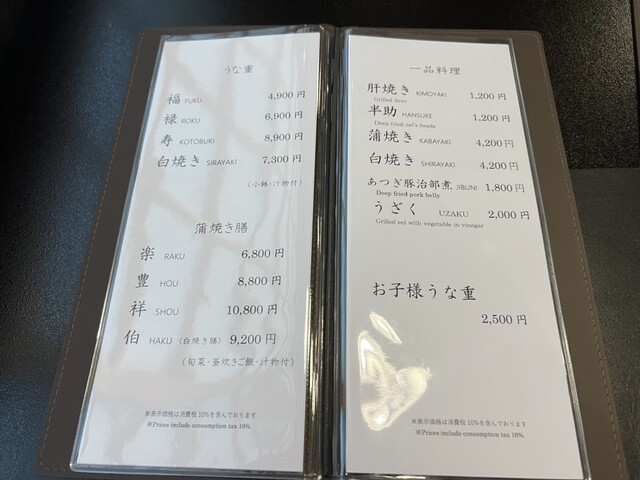 うな重
福 FUKU 4,900 円
禄 ROKU 6,900 円
寿 KOTOBUKI 8,900 円
白焼き SIRAYAKI 7,300 円
（小鉢・汁物付）
蒲焼き膳
楽 RAKU 6,800 円
豊 HOU 8,800 円
祥 SHOU 10,800 円
伯 HAKU （白焼き膳） 9,200 円
（旬菜・釜炊きご飯・汁物付）
※表示価格は消費税 10%を含んでおります
※Prices include consumption tax 10%.
一品料理
肝焼き KIMOYAKI 1,200 円
Grilled liver
半助 HANSUKE 1,200 円
Deep fried eel's heads
蒲焼き KABAYAKI 4,200 円
白焼き SHIRAYAKI 4,200 円
あつぎ豚治部煮 JIBUNI 1,800 円
Deep fried pork belly
うざく UZAKU 2,000 円
Grilled eel with vegetable in vinegar
お子様うな重
2,500 円
※表示価格は消費税 10%を含んでおります
※Prices include consumption tax 10%.